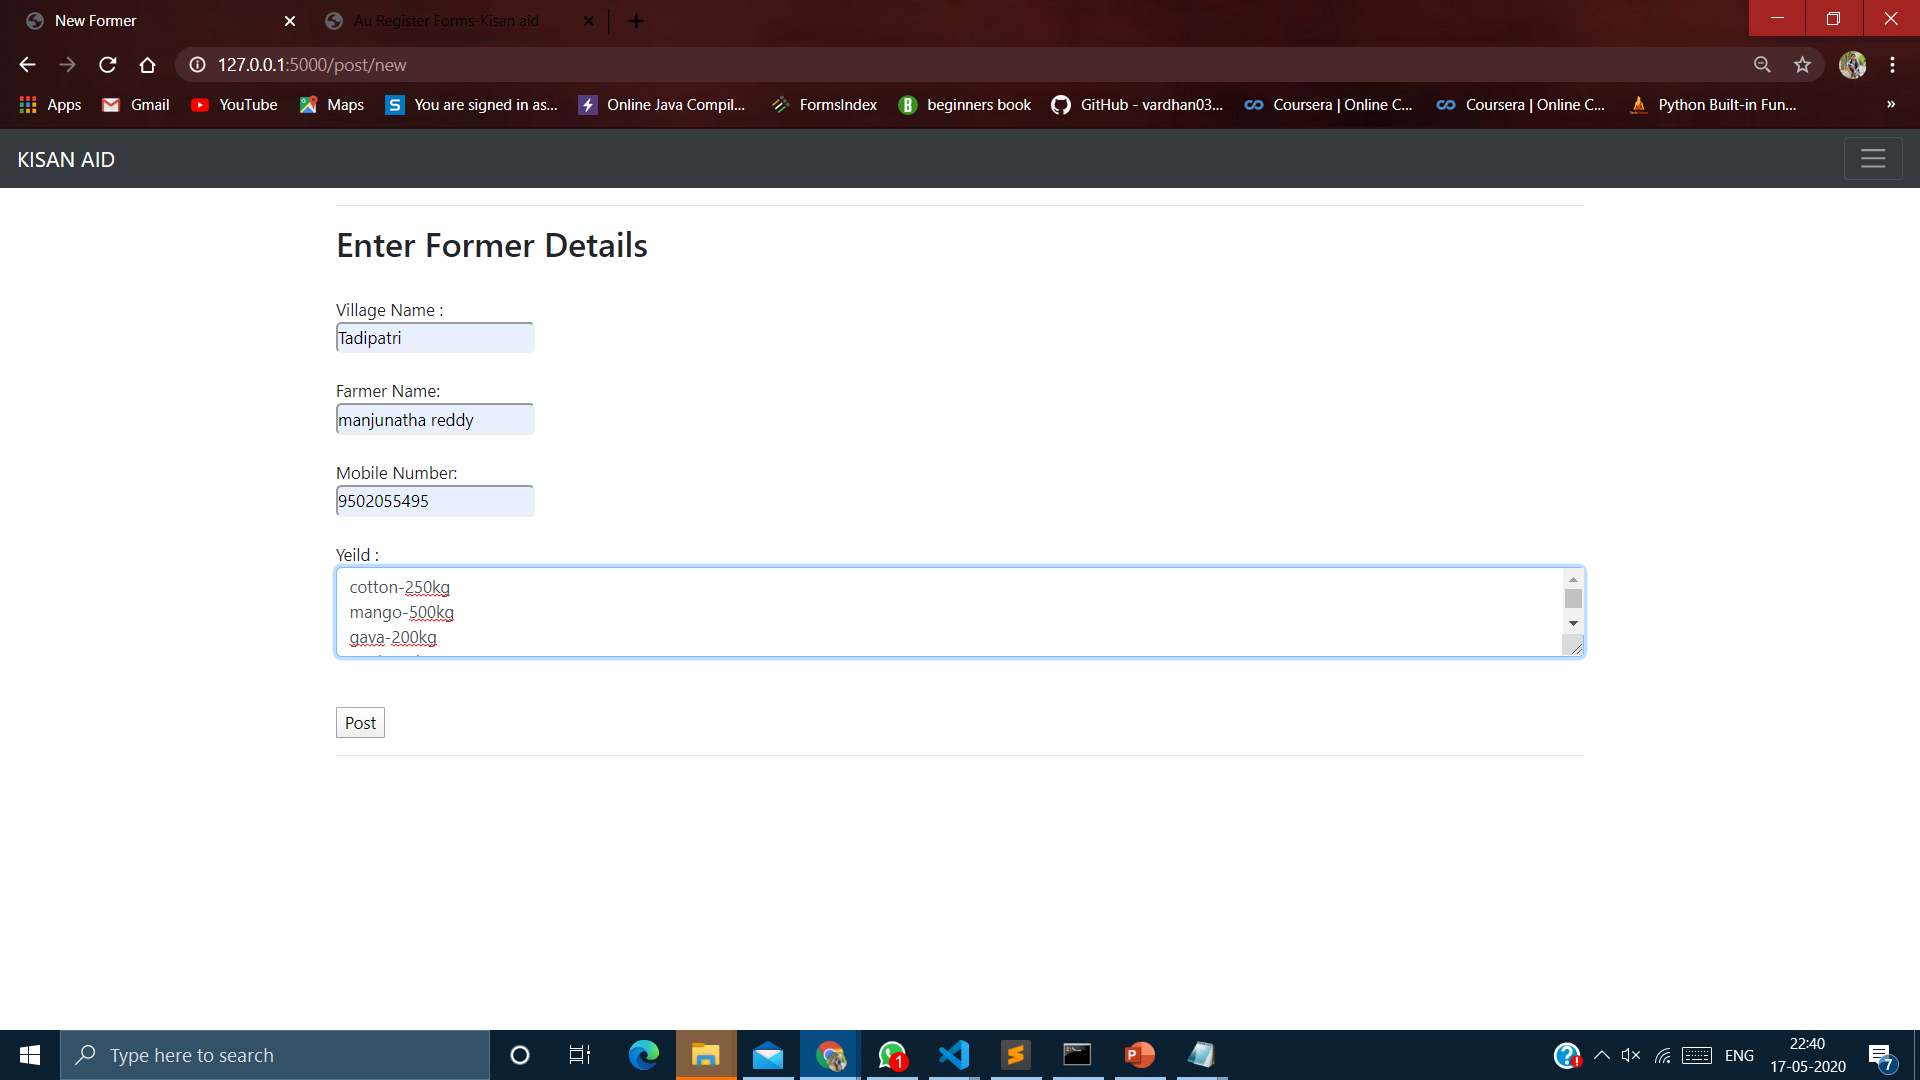 New Former
Au Register Forms-Kisan aid
127.0.0.1:5000/post/new
Apps
Gmail
YouTube
Maps
S
You are signed in as...
Online Java Compil...
FormsIndex
B
beginners book
GitHub - vardhan03...
Coursera | Online C...
Coursera | Online C...
Python Built-in Fun...
»
KISAN AID
Enter Former Details
Village Name :
Tadipatri
Farmer Name:
manjunatha reddy
Mobile Number:
9502055495
Yeild :
cotton-250kg
mango-500kg
gava-200kg
Post
Type here to search
1
ENG
22:40
17-05-2020
7